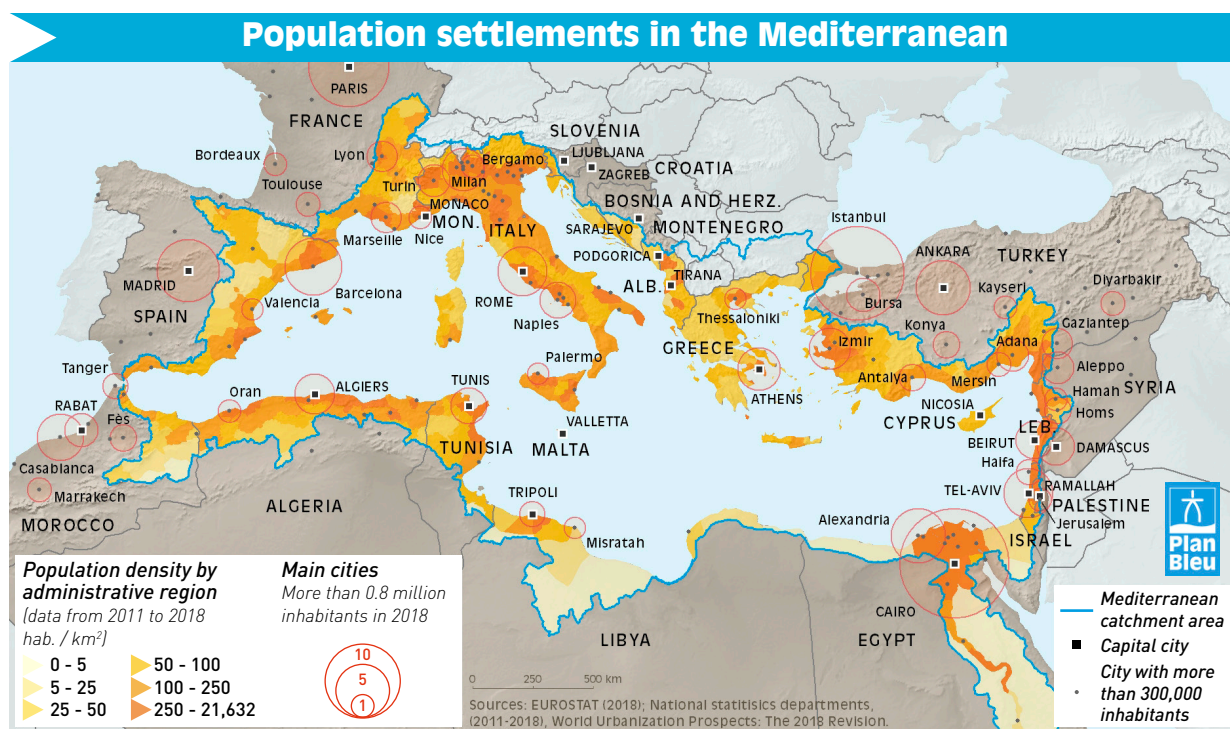 Population settlements in the Mediterranean
PARIS
FRANCE
SLOVENIA
Bordeaux
Lyon
Bergamo
LJUBLJANA
ZAGREB
CROATIA
Toulouse
Turin
Milan
MONACO
MON.
BOSNIA AND HERZ.
Marseille
Nice
ITALY
SARAJEVO
MONTENEGRO
Istanbul
PODGORICA
ANKARA
TURKEY
MADRID
TIRANA
Diyarbakir
Barcelona
ALB.
Kayseri
Valencia
ROME
Bursa
SPAIN
Naples
Thessaloniki
Konya
Gaziantep
GREECE
Izmir
Adana
Palermo
Tanger
Aleppo
Oran
ALGIERS
TUNIS
Antalya
Mersin
ATHENS
Hamah
SYRIA
RABAT
NICOSIA
Homs
Fès
VALLETTA
CYPRUS
LEB.
TUNISIA
MALTA
BEIRUT
DAMASCUS
Casablanca
Haifa
Marrakech
TRIPOLI
TEL-AVIV
RAMALLAH
ALGERIA
PALESTINE
MOROCCO
Alexandria
Jerusalem
Misratah
ISRAEL
CAIRO
LIBYA
EGYPT
Plan
Bleu
Population density by
administrative region
(data from 2011 to 2018
hab. / km²)
0 - 5
5 - 25
25 - 50
50 - 100
100 - 250
250 - 21,632
Main cities
More than 0.8 million
inhabitants in 2018
10
5
1
0 250 500 km
Sources: EUROSTAT (2018); National statitisics departments,
(2011-2018), World Urbanization Prospects: The 2018 Revision.
Mediterranean
catchment area
Capital city
City with more
than 300,000
inhabitants